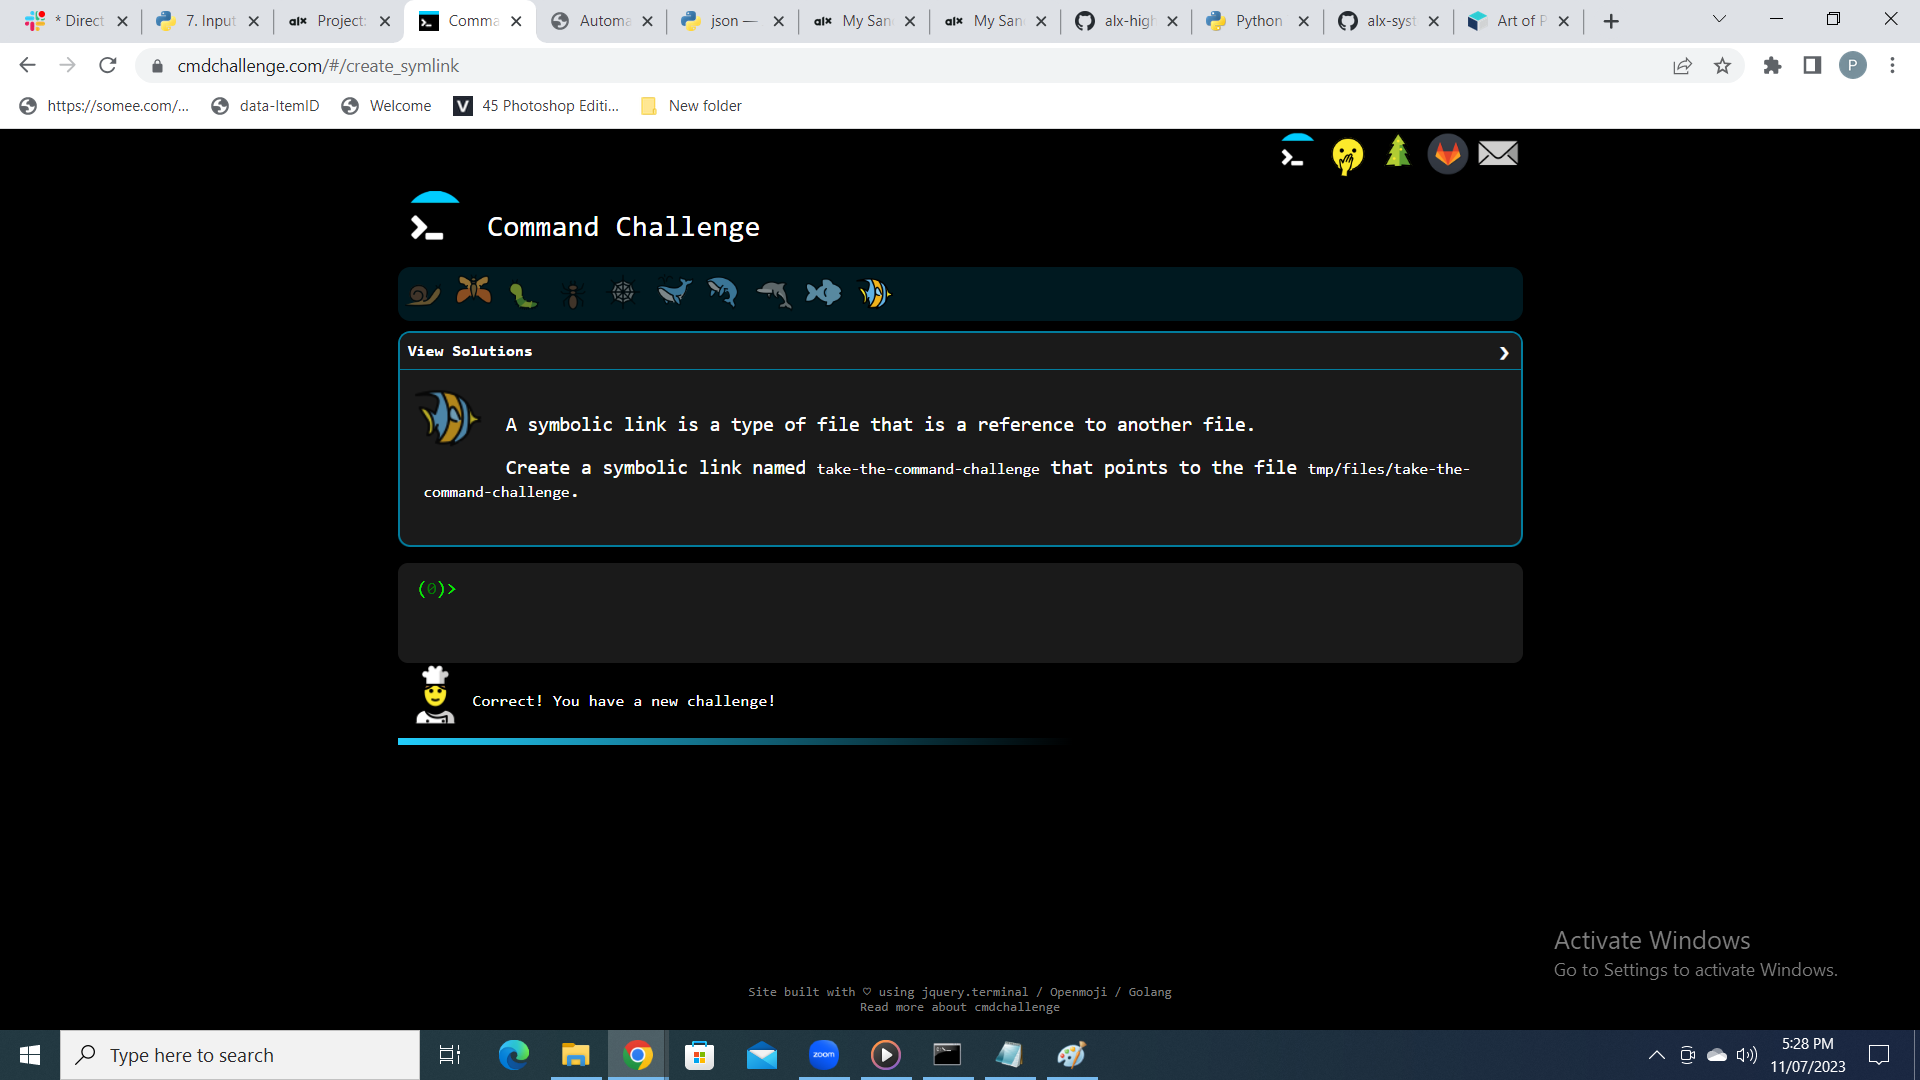 * Direct
7. Input
alx Project:
Comma
Automa
json —
alx My San
alx My San
alx-high
Python
alx-syst
Art of P
cmdchallenge.com/#/create_symlink
P
https://somee.com/...
data-ItemID
Welcome
V 45 Photoshop Editi...
New folder
Command Challenge
View Solutions
A symbolic link is a type of file that is a reference to another file.
Create a symbolic link named take-the-command-challenge that points to the file tmp/files/take-the-
command-challenge.
(0)>
Correct! You have a new challenge!
Activate Windows
Go to Settings to activate Windows.
Site built with ♡ using jquery.terminal / Openmoji / Golang
Read more about cmdchallenge
Type here to search
zoom
5:28 PM
11/07/2023